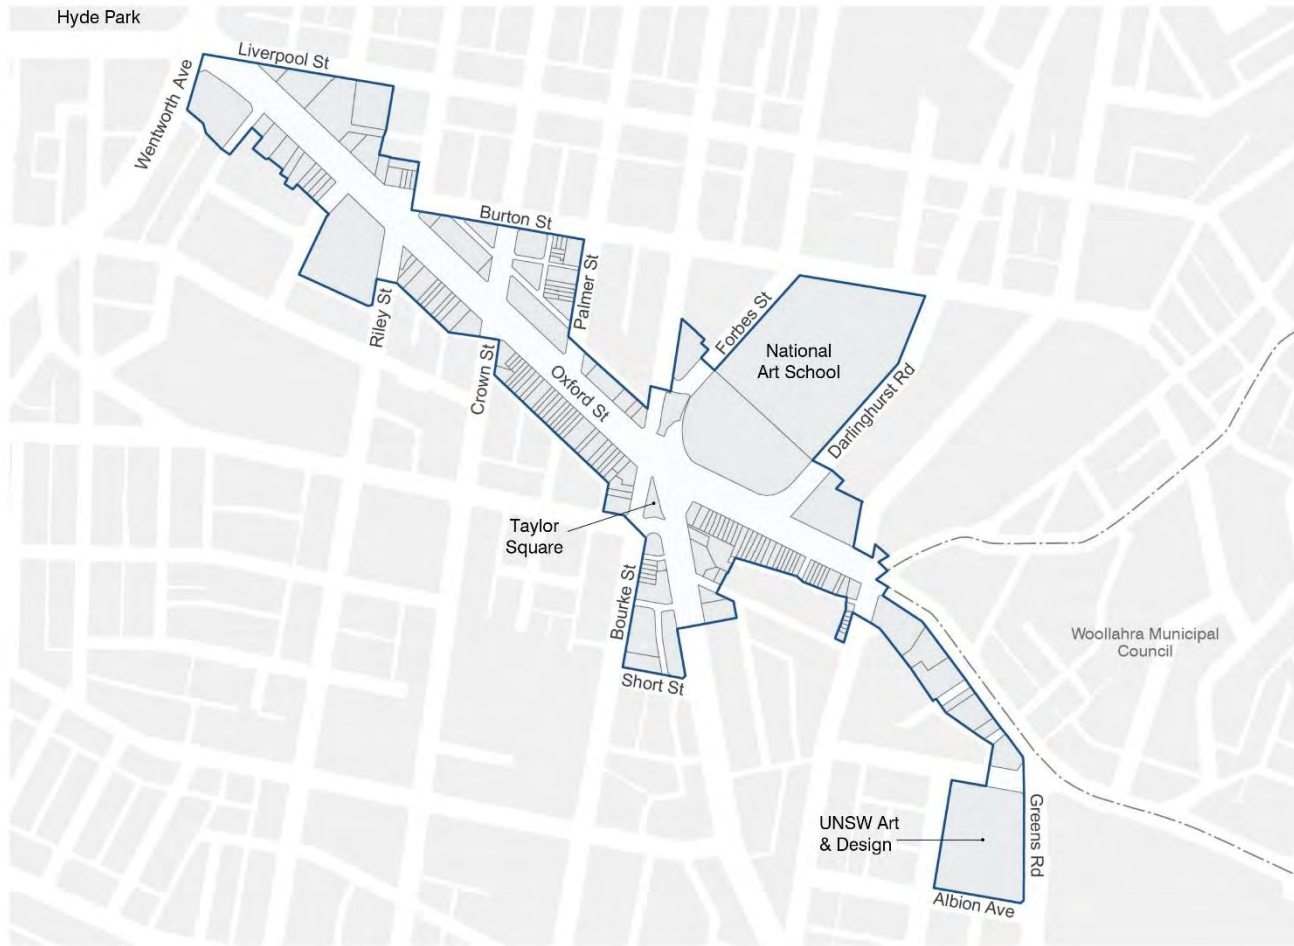 Hyde Park
Liverpool St
Wentworth Ave
Burton St
Palmer St
Riley St
Crown St
Oxford St
Forbes St
National
Art School
Darlinghurst Rd
Taylor
Square
Bourke St
Short St
Woollahra Municipal
Council
UNSW Art
& Design
Greens Rd
Albion Ave